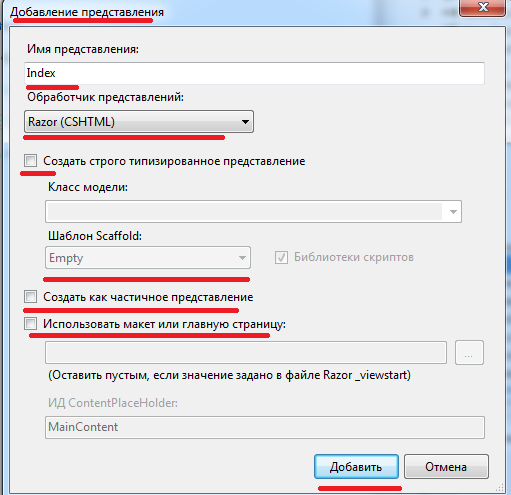 Добавление представления
Имя представления:
Index
Обработчик представлений:
Razor (CSHTML)
Создать строго типизированное представление
Класс модели:
Шаблон Scaffold:
Empty
Библиотеки скриптов
Создать как частичное представление
Использовать макет или главную страницу:
...
(Оставить пустым, если значение задано в файле Razor _viewstart)
ИД ContentPlaceHolder:
MainContent
Добавить Отмена